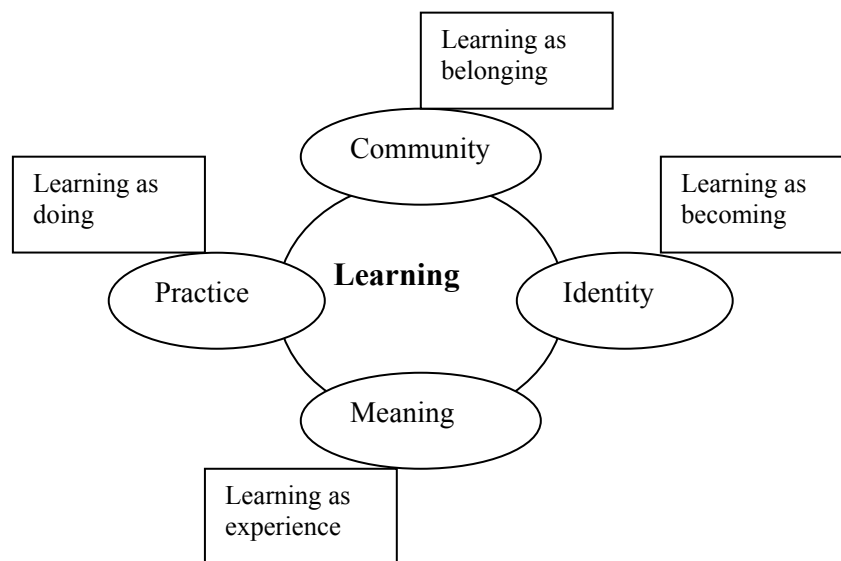 Learning as
belonging
Community
Learning as
doing
Learning as
becoming
Learning
Practice
Identity
Meaning
Learning as
experience